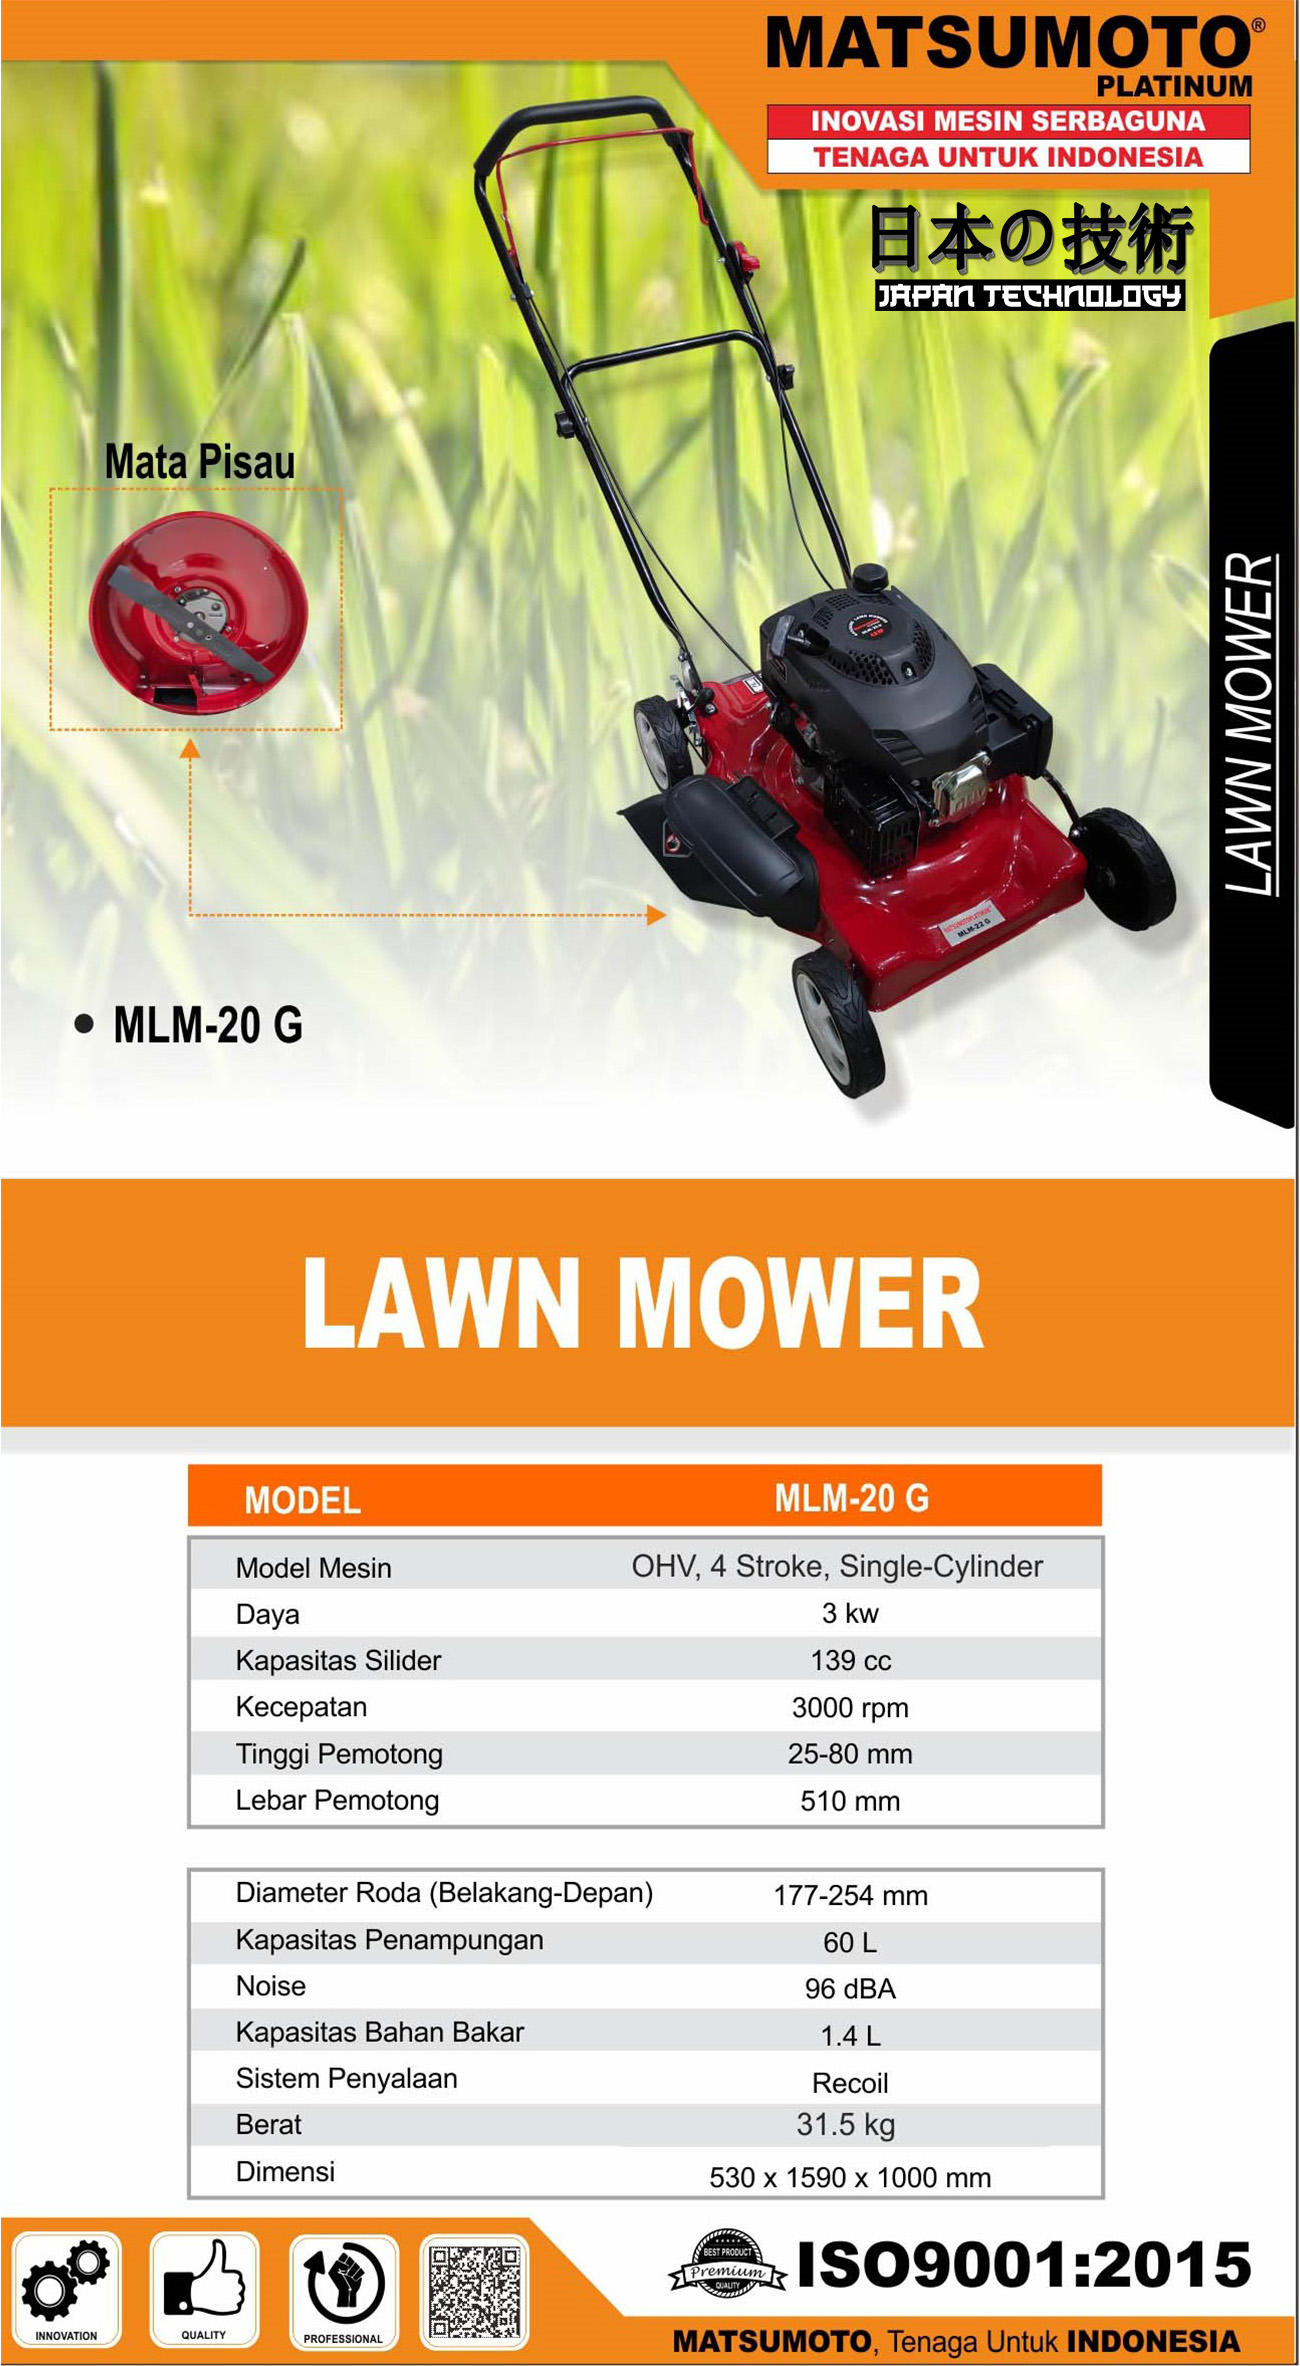 MATSUMOTO®
PLATINUM
INOVASI MESIN SERBAGUNA
TENAGA UNTUK INDONESIA
日本の技術
JAPAN TECHNOLOGY
Mata Pisau
LAWN MOWER
MLM-22 G
• MLM-20 G
LAWN MOWER
MODEL MLM-20 G
Model Mesin OHV, 4 Stroke, Single-Cylinder
Daya 3 kw
Kapasitas Silider 139 cc
Kecepatan 3000 rpm
Tinggi Pemotong 25-80 mm
Lebar Pemotong 510 mm
Diameter Roda (Belakang-Depan) 177-254 mm
Kapasitas Penampungan 60 L
Noise 96 dBA
Kapasitas Bahan Bakar 1.4 L
Sistem Penyalaan Recoil
Berat 31.5 kg
Dimensi 530 x 1590 x 1000 mm
INNOVATION
QUALITY
PROFESSIONAL
BEST PRODUCT
Premium
QUALITY
ISO9001:2015
MATSUMOTO, Tenaga Untuk INDONESIA